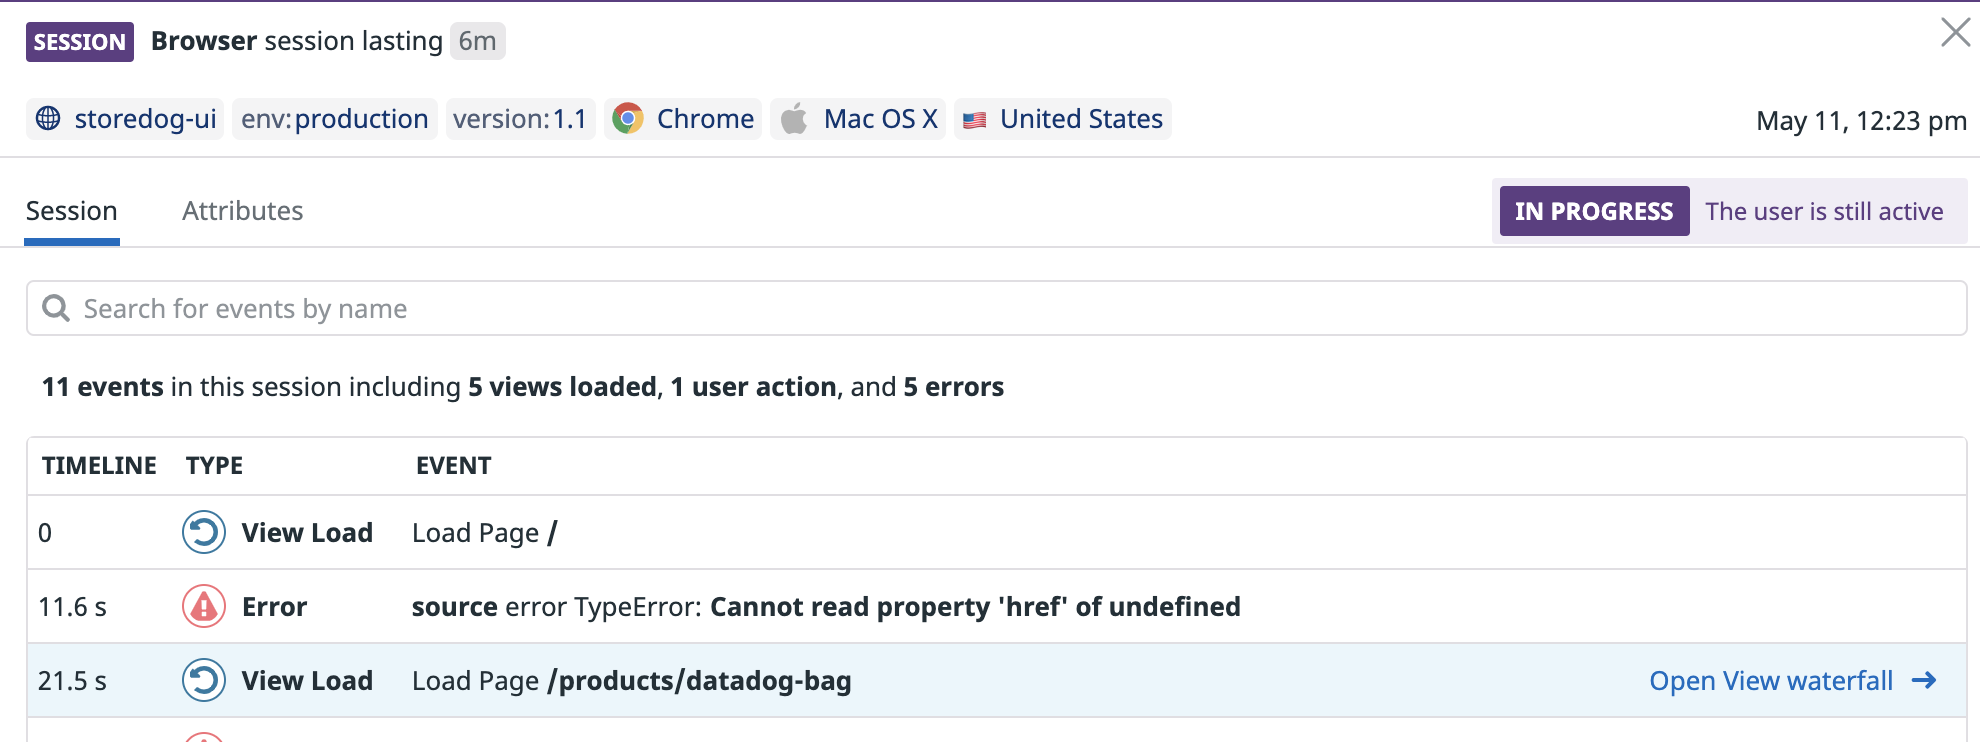 SESSION Browser session lasting 6m
storedog-ui env:production version:1.1 Chrome Mac OS X United States May 11, 12:23 pm
Session Attributes IN PROGRESS The user is still active
Search for events by name
11 events in this session including 5 views loaded, 1 user action, and 5 errors
TIMELINE TYPE EVENT
0 View Load Load Page /
11.6 s Error source error TypeError: Cannot read property 'href' of undefined
21.5 s View Load Load Page /products/datadog-bag Open View waterfall →